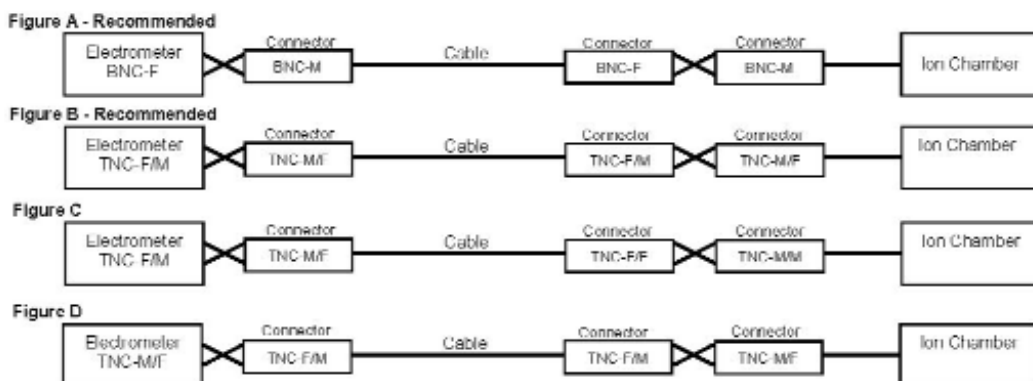 Figure A - Recommended
Electrometer
BNC-F
Connector
BNC-M
Cable
Connector
BNC-F
Connector
BNC-M
Ion Chamber
Figure B - Recommended
Electrometer
TNC-F/M
Connector
TNC-M/F
Cable
Connector
TNC-F/M
Connector
TNC-M/F
Ion Chamber
Figure C
Electrometer
TNC-F/M
Connector
TNC-M/F
Cable
Connector
TNC-F/F
Connector
TNC-M/M
Ion Chamber
Figure D
Electrometer
TNC-M/F
Connector
TNC-F/M
Cable
Connector
TNC-F/M
Connector
TNC-M/F
Ion Chamber